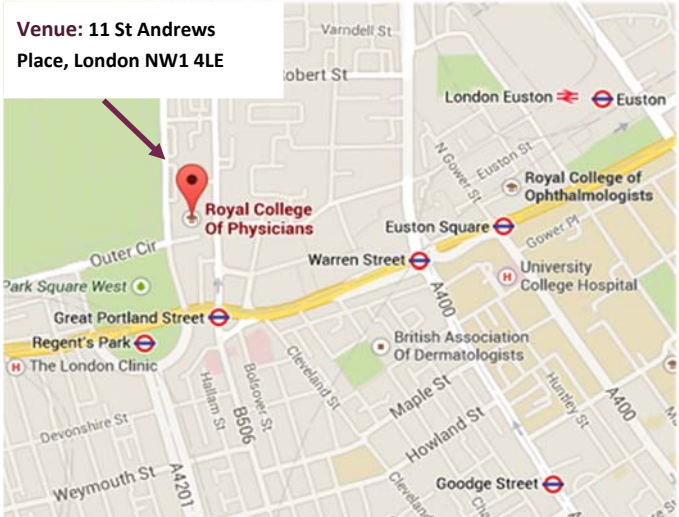 Venue: 11 St Andrews
Place, London NW1 4LE
Varndell St
obert St
London Euston
Euston
N Gower St
Euston St
Royal College of
Ophthalmologists
Royal College
Of Physicians
Euston Square
Gower Pl
Outer Cir
Warren Street
University
College Hospital
Park Square West
A400
Great Portland Street
Regent's Park
British Association
Of Dermatologists
The London Clinic
Cleveland St
Hallam St
Bolsover St
Maple St
Huntley St
A400
B506
Devonshire St
Howland St
Weymouth St
A4201
Goodge Street
Cleveland